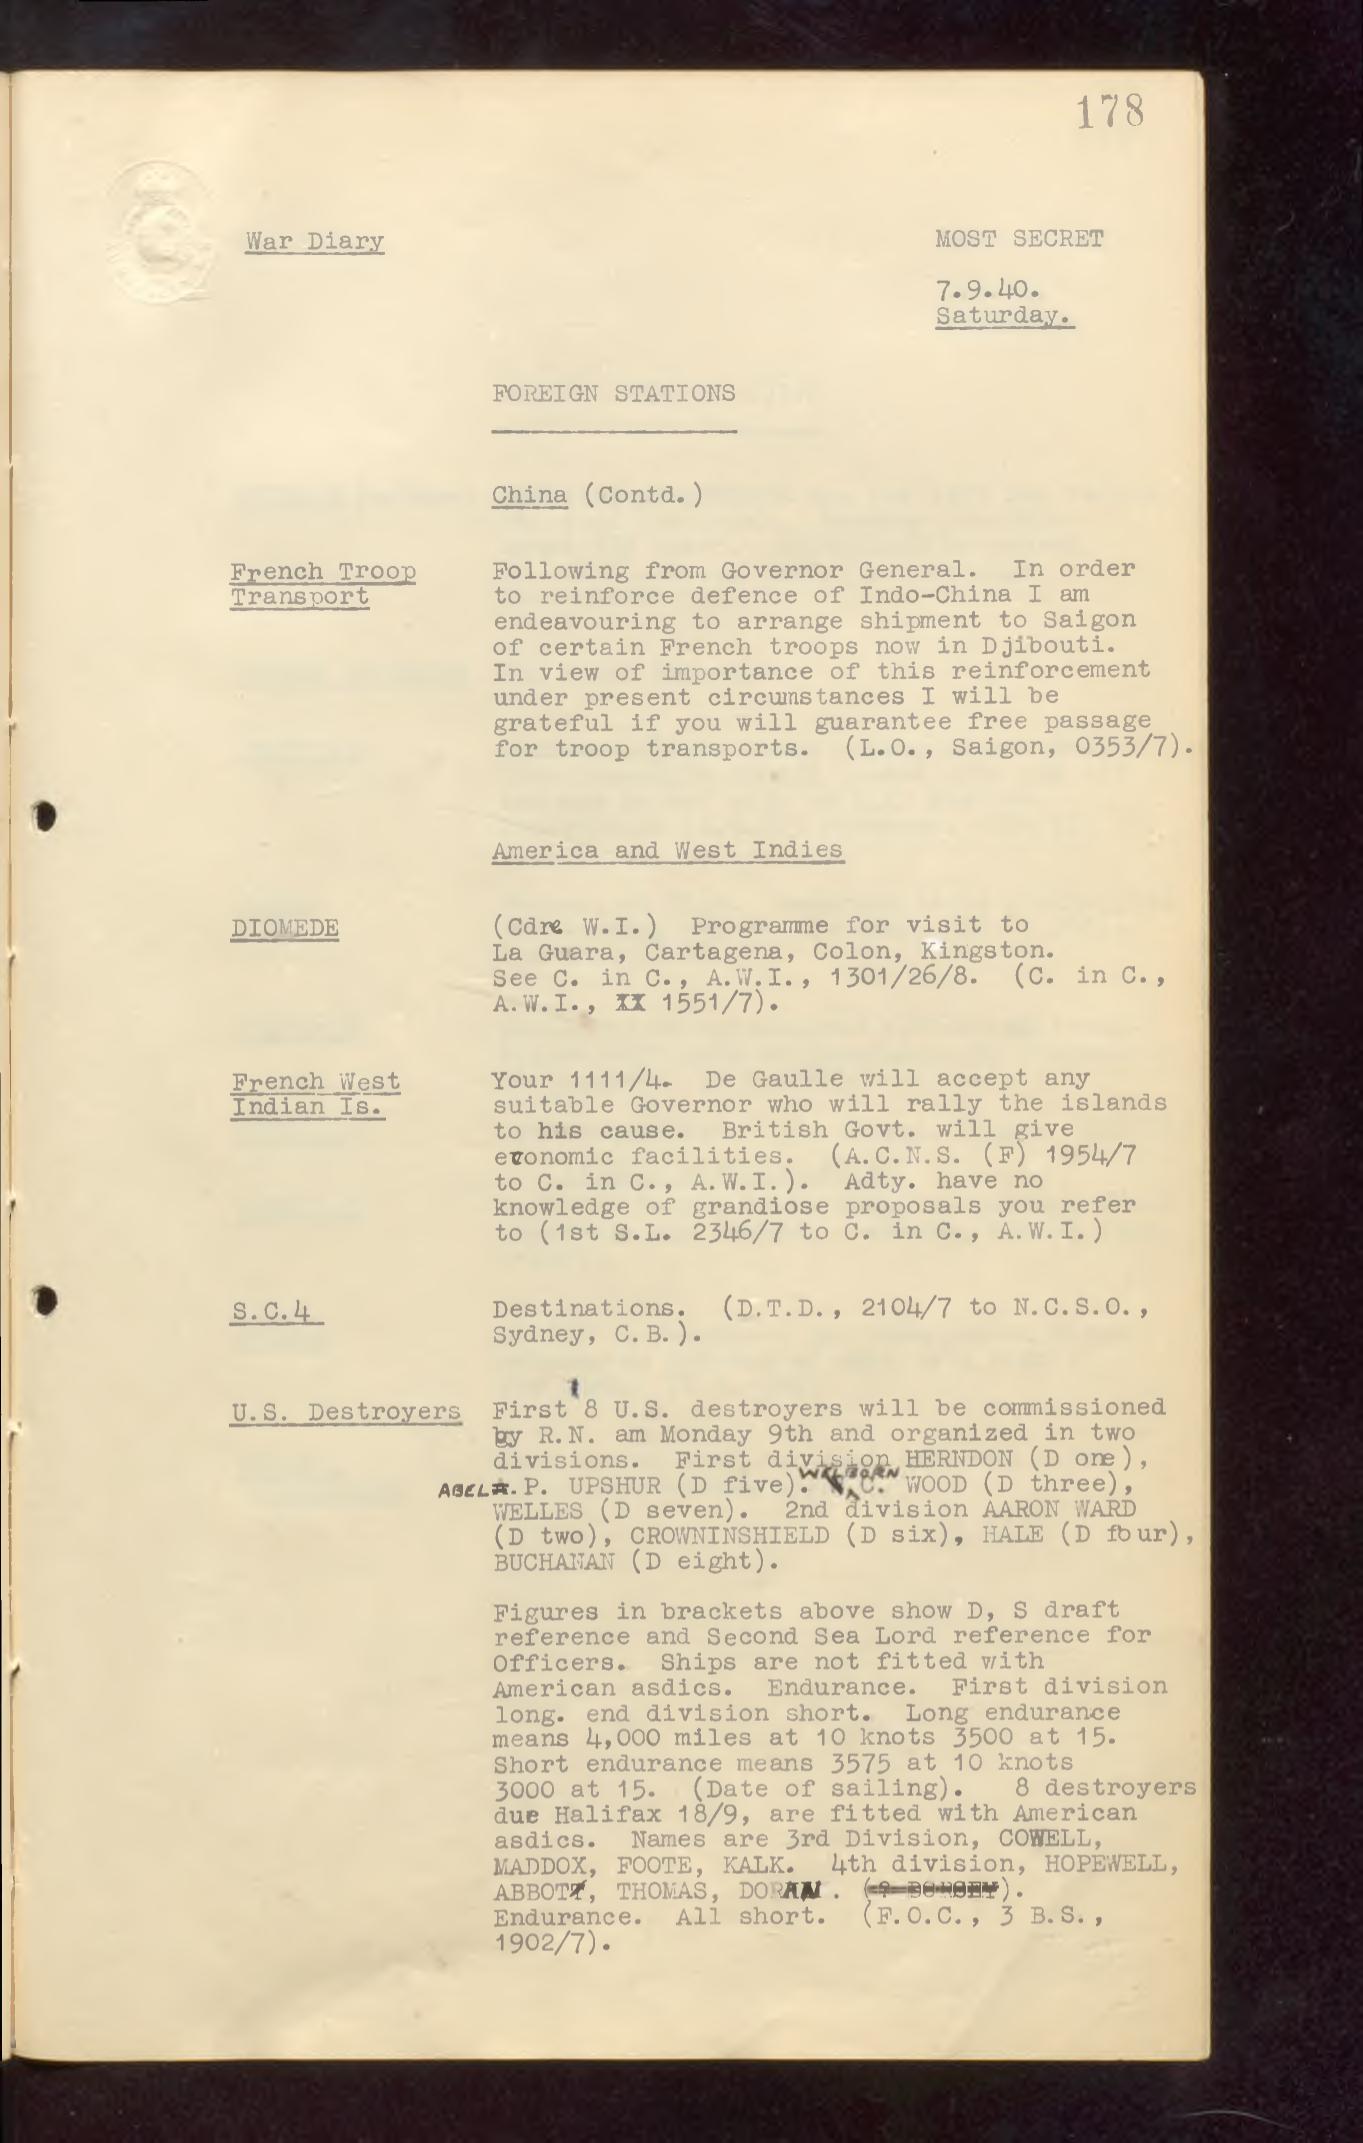 178
War Diary
MOST SECRET
7.9.40.
Saturday.
FOREIGN STATIONS
China (Contd.)
French Troop
Transport
Following from Governor General. In order
to reinforce defence of Indo-China I am
endeavouring to arrange shipment to Saigon
of certain French troops now in Djibouti.
In view of importance of this reinforcement
under present circumstances I will be
grateful if you will guarantee free passage
for troop transports. (L.O., Saigon, 0353/7).
America and West Indies
DIOMEDE
(Cdre W.I.) Programme for visit to
La Guara, Cartagena, Colon, Kingston.
See C. in C., A.W.I., 1301/26/8. (C. in C.,
A.W.I., XX 1551/7).
French West
Indian Is.
Your 1111/4. De Gaulle will accept any
suitable Governor who will rally the islands
to his cause. British Govt. will give
economic facilities. (A.C.N.S. (F) 1954/7
to C. in C., A.W.I.). Adty. have no
knowledge of grandiose proposals you refer
to (1st S.L. 2346/7 to C. in C., A.W.I.)
S.C.4
Destinations. (D.T.D., 2104/7 to N.C.S.O.,
Sydney, C.B.).
U.S. Destroyers
First 8 U.S. destroyers will be commissioned
by R.N. am Monday 9th and organized in two
divisions. First division HERNDON (D one),
ABEL P. UPSHUR (D five). WELBORN C. WOOD (D three),
WELLES (D seven). 2nd division AARON WARD
(D two), CROWNINSHIELD (D six), HALE (D four),
BUCHANAN (D eight).
Figures in brackets above show D, S draft
reference and Second Sea Lord reference for
Officers. Ships are not fitted with
American asdics. Endurance. First division
long. end division short. Long endurance
means 4,000 miles at 10 knots 3500 at 15.
Short endurance means 3575 at 10 knots
3000 at 15. (Date of sailing). 8 destroyers
due Halifax 18/9, are fitted with American
asdics. Names are 3rd Division, COWELL,
MADDOX, FOOTE, KALK. 4th division, HOPEWELL,
ABBOTT, THOMAS, DORAN. (? DORSEY).
Endurance. All short. (F.O.C., 3 B.S.,
1902/7).